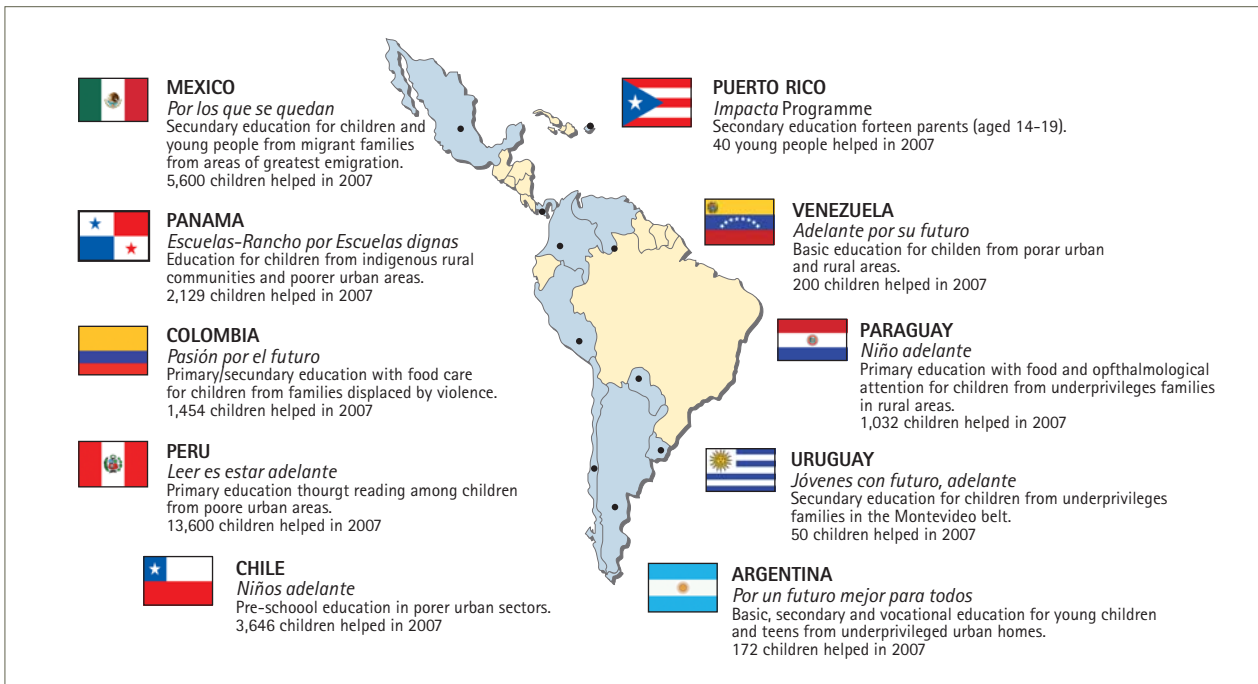 MEXICO
Por los que se quedan
Secundary education for children and
young people from migrant families
from areas of greatest emigration.
5,600 children helped in 2007
PANAMA
Escuelas-Rancho por Escuelas dignas
Education for children from indigenous rural
communities and poorer urban areas.
2,129 children helped in 2007
COLOMBIA
Pasión por el futuro
Primary/secundary education with food care
for children from families displaced by violence.
1,454 children helped in 2007
PERU
Leer es estar adelante
Primary education thourgt reading among children
from poore urban areas.
13,600 children helped in 2007
CHILE
Niños adelante
Pre-schoool education in porer urban sectors.
3,646 children helped in 2007
PUERTO RICO
Impacta Programme
Secondary education forteen parents (aged 14-19).
40 young people helped in 2007
VENEZUELA
Adelante por su futuro
Basic education for childen from porar urban
and rural areas.
200 children helped in 2007
PARAGUAY
Niño adelante
Primary education with food and opfthalmological
attention for children from underprivileges families
in rural areas.
1,032 children helped in 2007
URUGUAY
Jóvenes con futuro, adelante
Secundary education for children from underprivileges
families in the Montevideo belt.
50 children helped in 2007
ARGENTINA
Por un futuro mejor para todos
Basic, secundary and vocational education for young children
and teens from underprivileged urban homes.
172 children helped in 2007